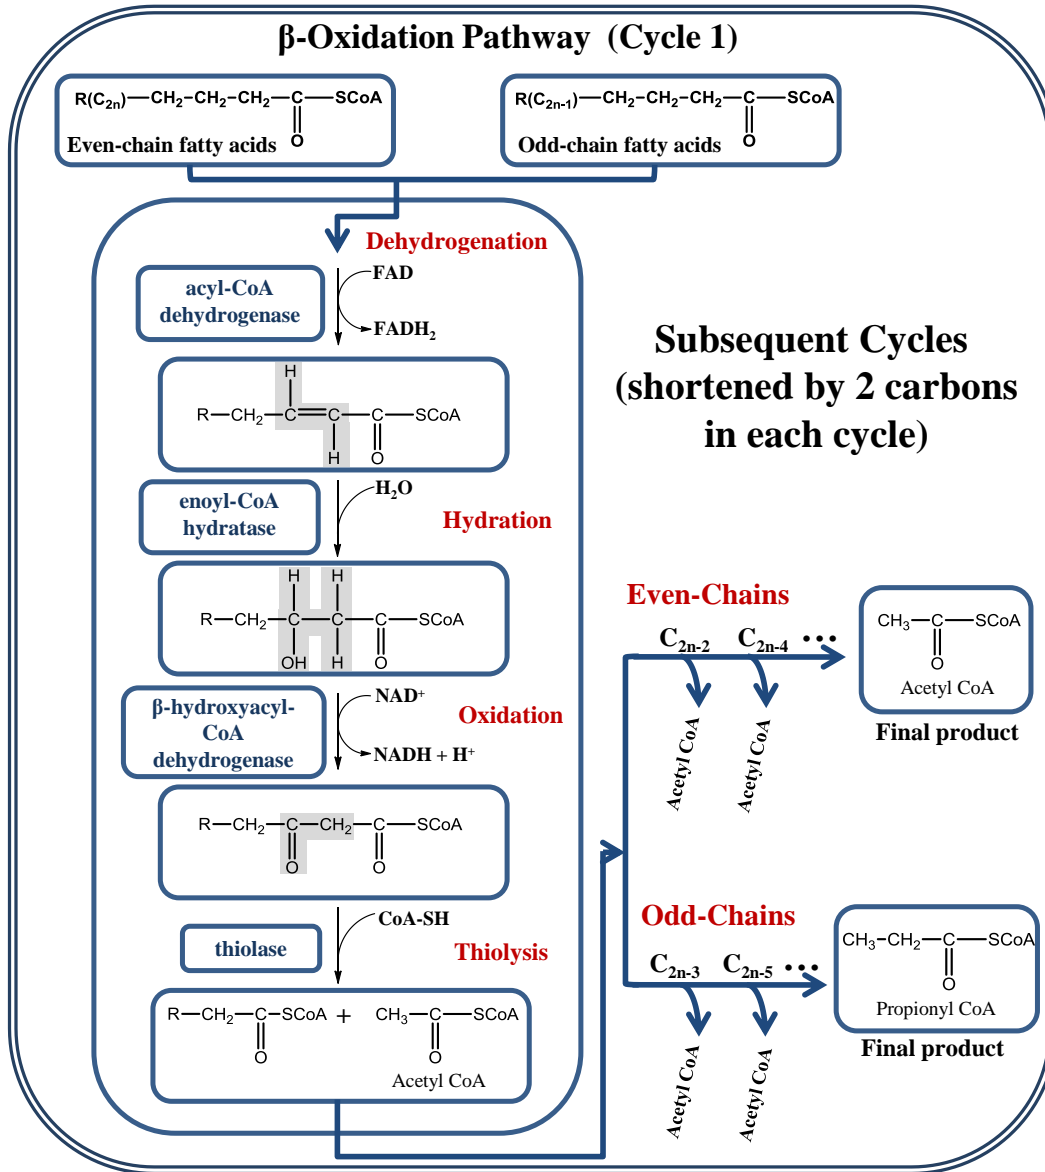 β-Oxidation Pathway (Cycle 1)
R(C₂ₙ)—CH₂—CH₂—CH₂—C—SCoA
O
Even-chain fatty acids
R(C₂ₙ₋₁)—CH₂—CH₂—CH₂—C—SCoA
O
Odd-chain fatty acids
Dehydrogenation
FAD
acyl-CoA
dehydrogenase
FADH₂
H
R—CH₂—C=C—C—SCoA
H O
H₂O
enoyl-CoA
hydratase
Hydration
H H
R—CH₂—C—C—C—SCoA
OH H O
NAD⁺
β-hydroxyacyl-
CoA
dehydrogenase
Oxidation
NADH + H⁺
R—CH₂—C—CH₂—C—SCoA
O O
CoA-SH
thiolase
Thiolysis
R—CH₂—C—SCoA + CH₃—C—SCoA
O O
Acetyl CoA
Subsequent Cycles
(shortened by 2 carbons
in each cycle)
Even-Chains
C₂ₙ₋₂ C₂ₙ₋₄ •••
Acetyl CoA
Acetyl CoA
CH₃—C—SCoA
O
Acetyl CoA
Final product
Odd-Chains
C₂ₙ₋₃ C₂ₙ₋₅ •••
Acetyl CoA
Acetyl CoA
CH₃—CH₂—C—SCoA
O
Propionyl CoA
Final product